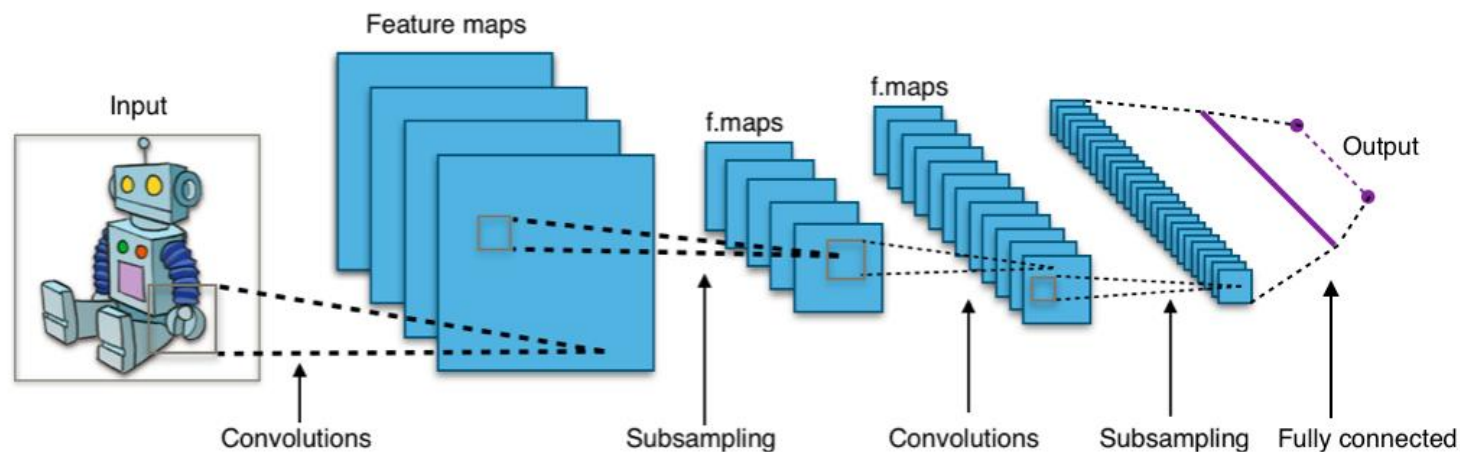 Feature maps
f.maps
Input
f.maps
Output
Convolutions
Subsampling
Convolutions
Subsampling
Fully connected